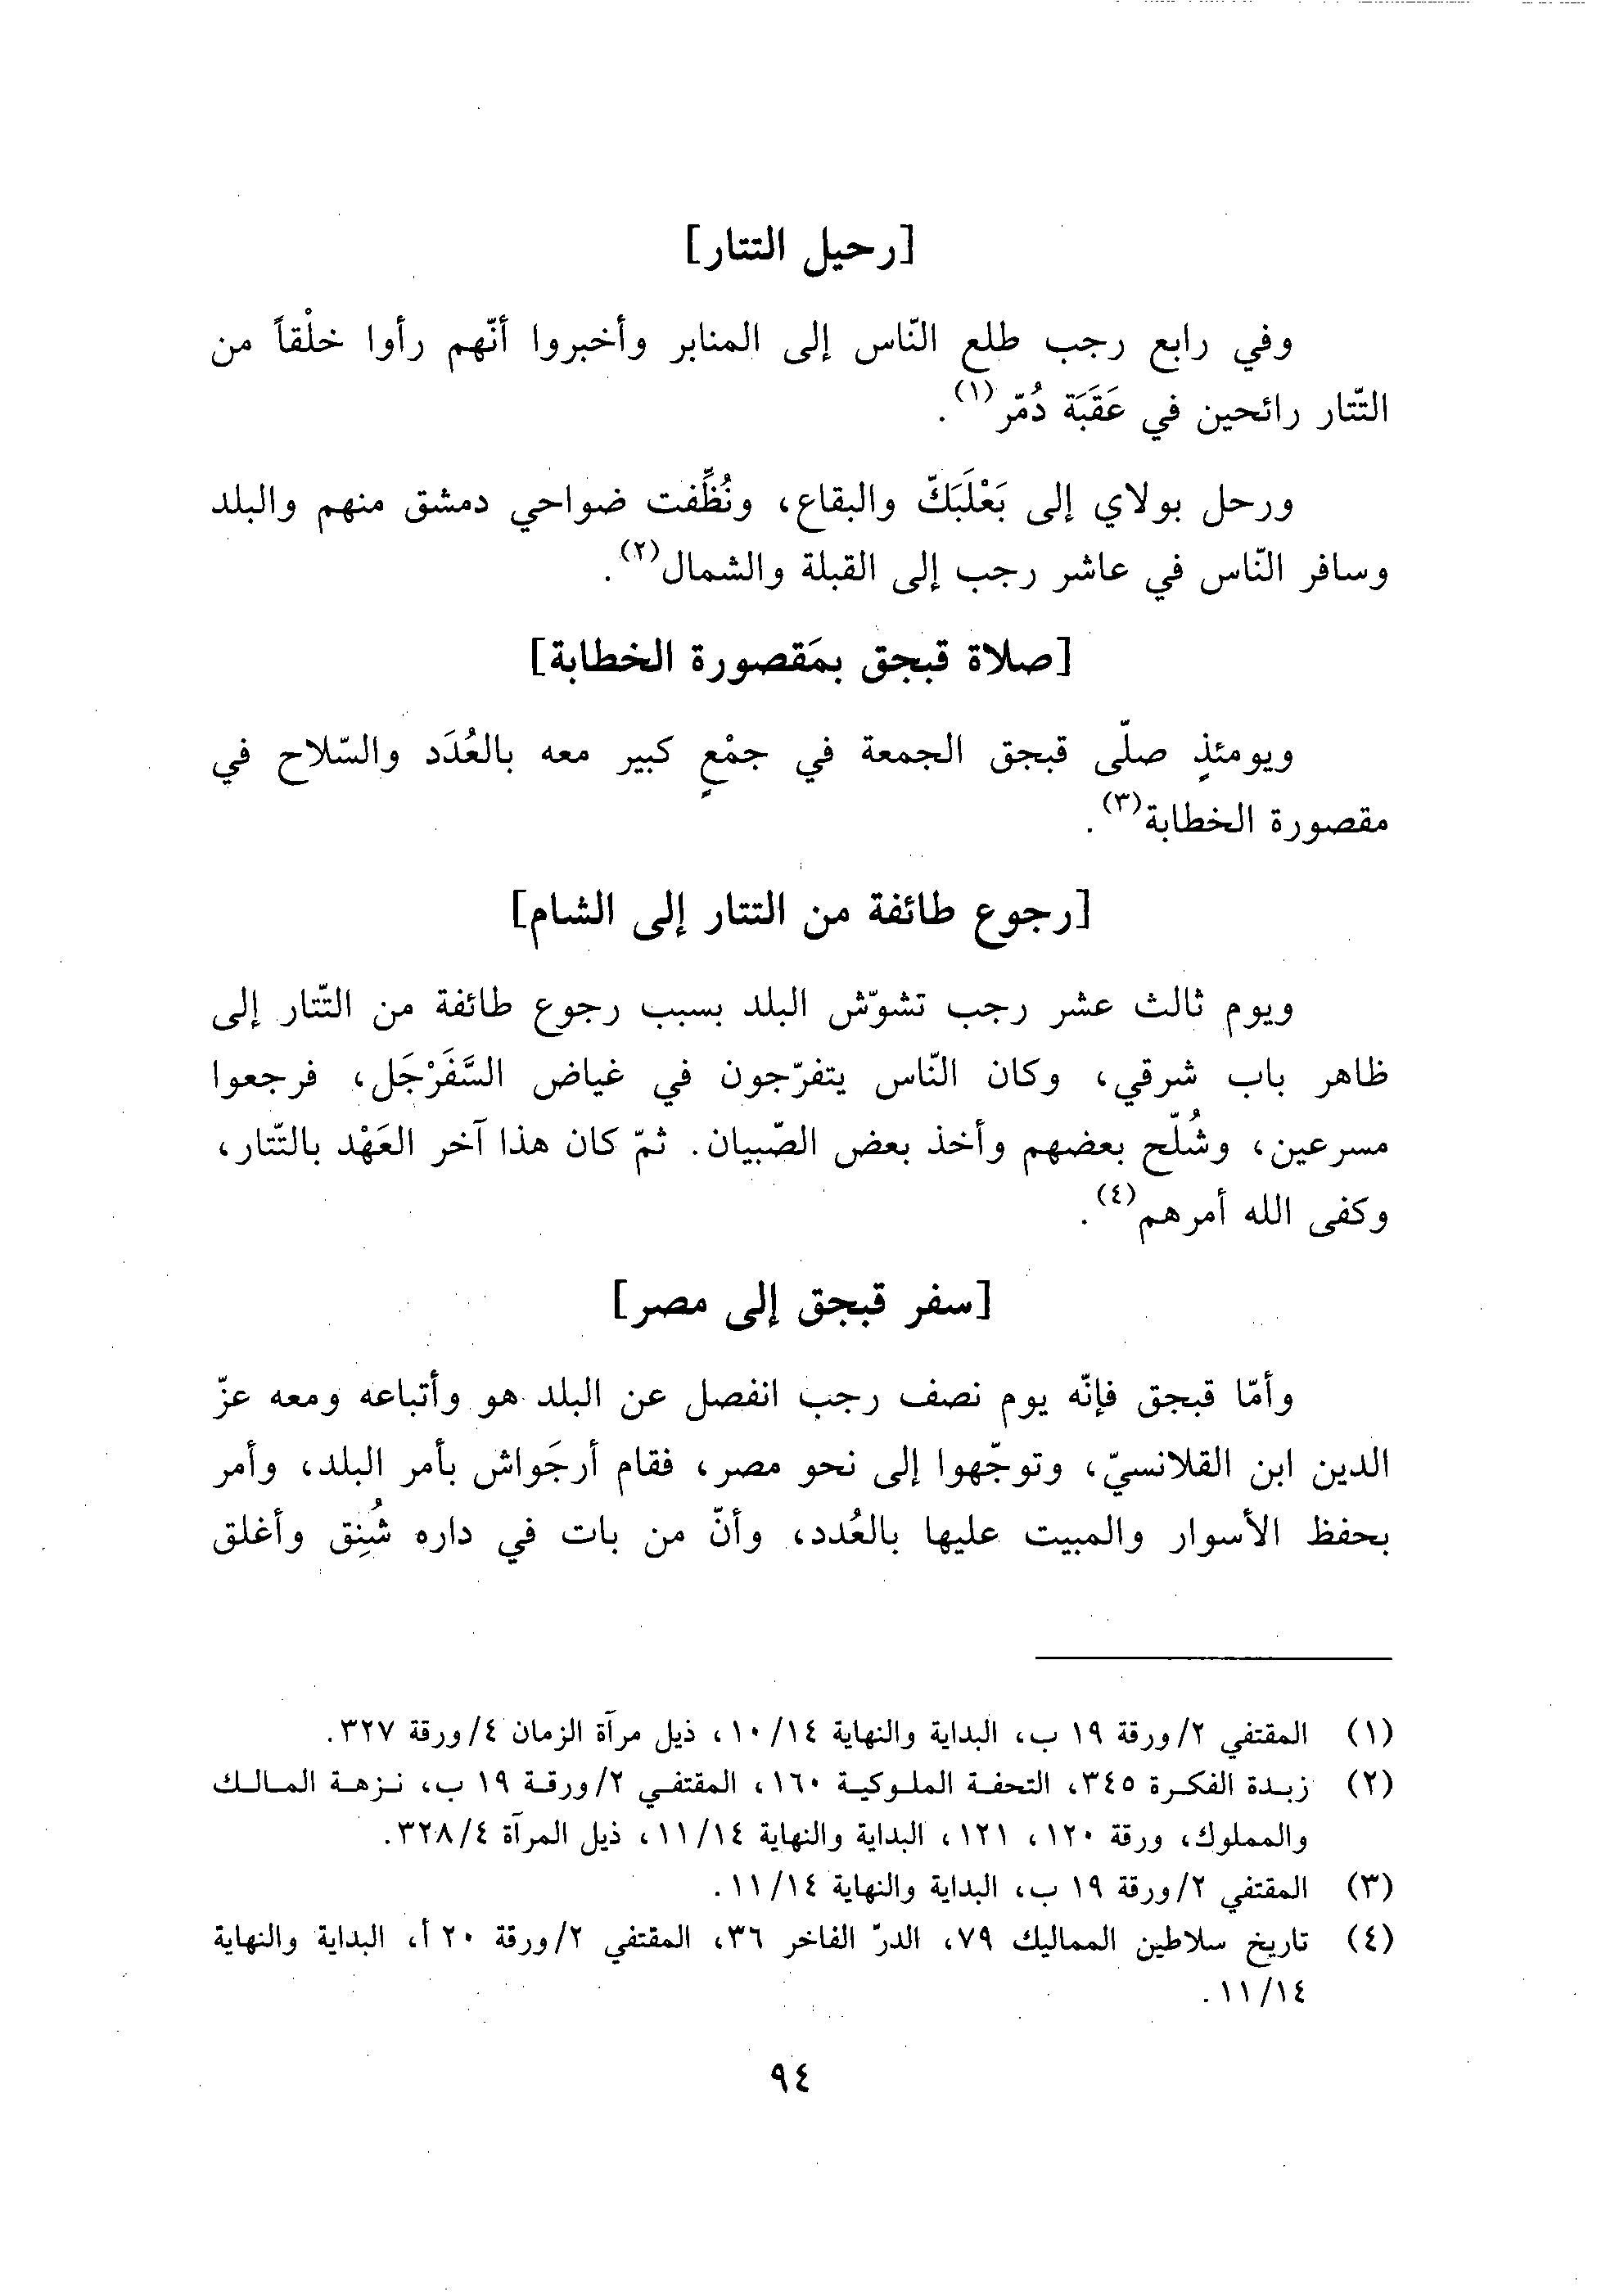 [رحيل التتار]
وفي رابع رجب طلع النّاس إلى المنابر وأخبروا أنّهم رأوا خلْقاً من
التّتار رائحين في عَقَبَة دُمّر(١).
ورحل بولاي إلى بَعْلَبَكّ والبقاع، ونُظِّفت ضواحي دمشق منهم والبلد
وسافر النّاس في عاشر رجب إلى القبلة والشمال(٢).
[صلاة قبجق بمَقصورة الخطابة]
ويومئذٍ صلّى قبجق الجمعة في جمْعٍ كبير معه بالعُدَد والسّلاح في
مقصورة الخطابة(٣).
[رجوع طائفة من التتار إلى الشام]
ويوم ثالث عشر رجب تشوّش البلد بسبب رجوع طائفة من التّتار إلى
ظاهر باب شرقي، وكان النّاس يتفرّجون في غياض السَّفَرْجَل، فرجعوا
مسرعين، وشُلّح بعضهم وأخذ بعض الصّبيان. ثمّ كان هذا آخر العَهْد بالتّتار،
وكفى الله أمرهم(٤).
[سفر قبجق إلى مصر]
وأمّا قبجق فإنّه يوم نصف رجب انفصل عن البلد هو وأتباعه ومعه عزّ
الدين ابن القلانسيّ، وتوجّهوا إلى نحو مصر، فقام أرجَواش بأمر البلد، وأمر
بحفظ الأسوار والمبيت عليها بالعُدد، وأنّ من بات في داره شُنِق وأغلق
(١) المقتفي ٢/ورقة ١٩ ب، البداية والنهاية ١٠/١٤، ذيل مرآة الزمان ٤/ورقة ٣٢٧.
(٢) زبدة الفكرة ٣٤٥، التحفة الملوكية ١٦٠، المقتفي ٢/ورقة ١٩ ب، نزهة المالك
والمملوك، ورقة ١٢٠، ١٢١، البداية والنهاية ١١/١٤، ذيل المرآة ٣٢٨/٤.
(٣) المقتفي ٢/ورقة ١٩ ب، البداية والنهاية ١١/١٤.
(٤) تاريخ سلاطين المماليك ٧٩، الدرّ الفاخر ٣٦، المقتفي ٢/ورقة ٢٠ أ، البداية والنهاية
١١/١٤.
٩٤